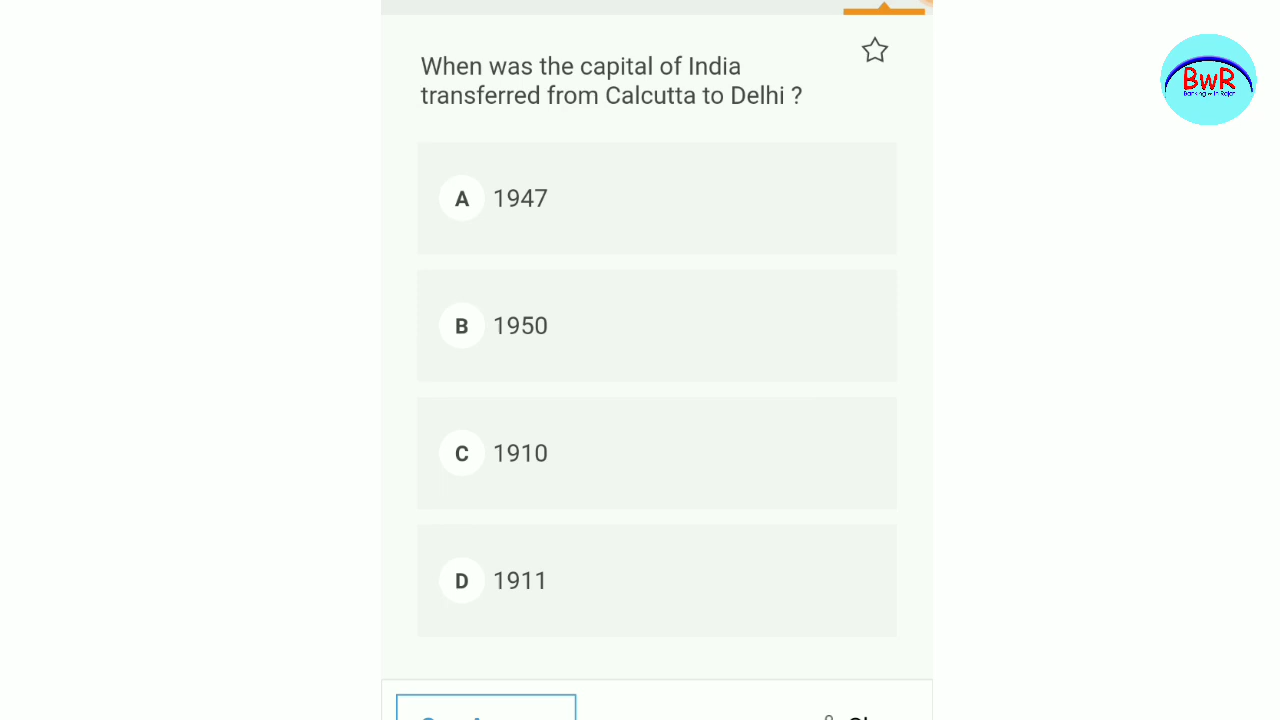 When was the capital of India
transferred from Calcutta to Delhi ?
A 1947
B 1950
C 1910
D 1911
BwR